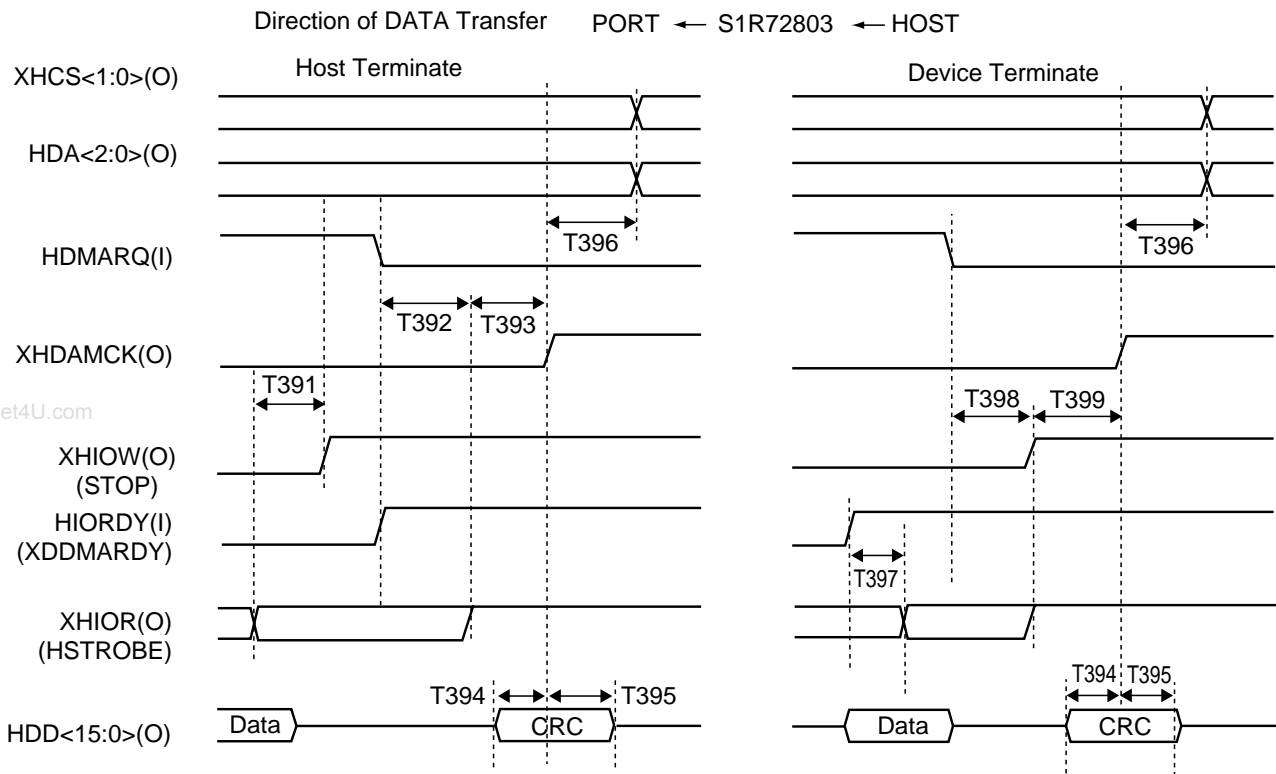 Direction of DATA Transfer PORT ← S1R72803 ← HOST
Host Terminate
Device Terminate
XHCS<1:0>(O)
HDA<2:0>(O)
T396
T396
HDMARQ(I)
T392
T393
XHDAMCK(O)
T391
T398
T399
et4U.com
XHIOW(O)
(STOP)
HIORDY(I)
(XDDMARDY)
T397
XHIOR(O)
(HSTROBE)
T394
T395
T394
T395
HDD<15:0>(O)
Data
CRC
Data
CRC